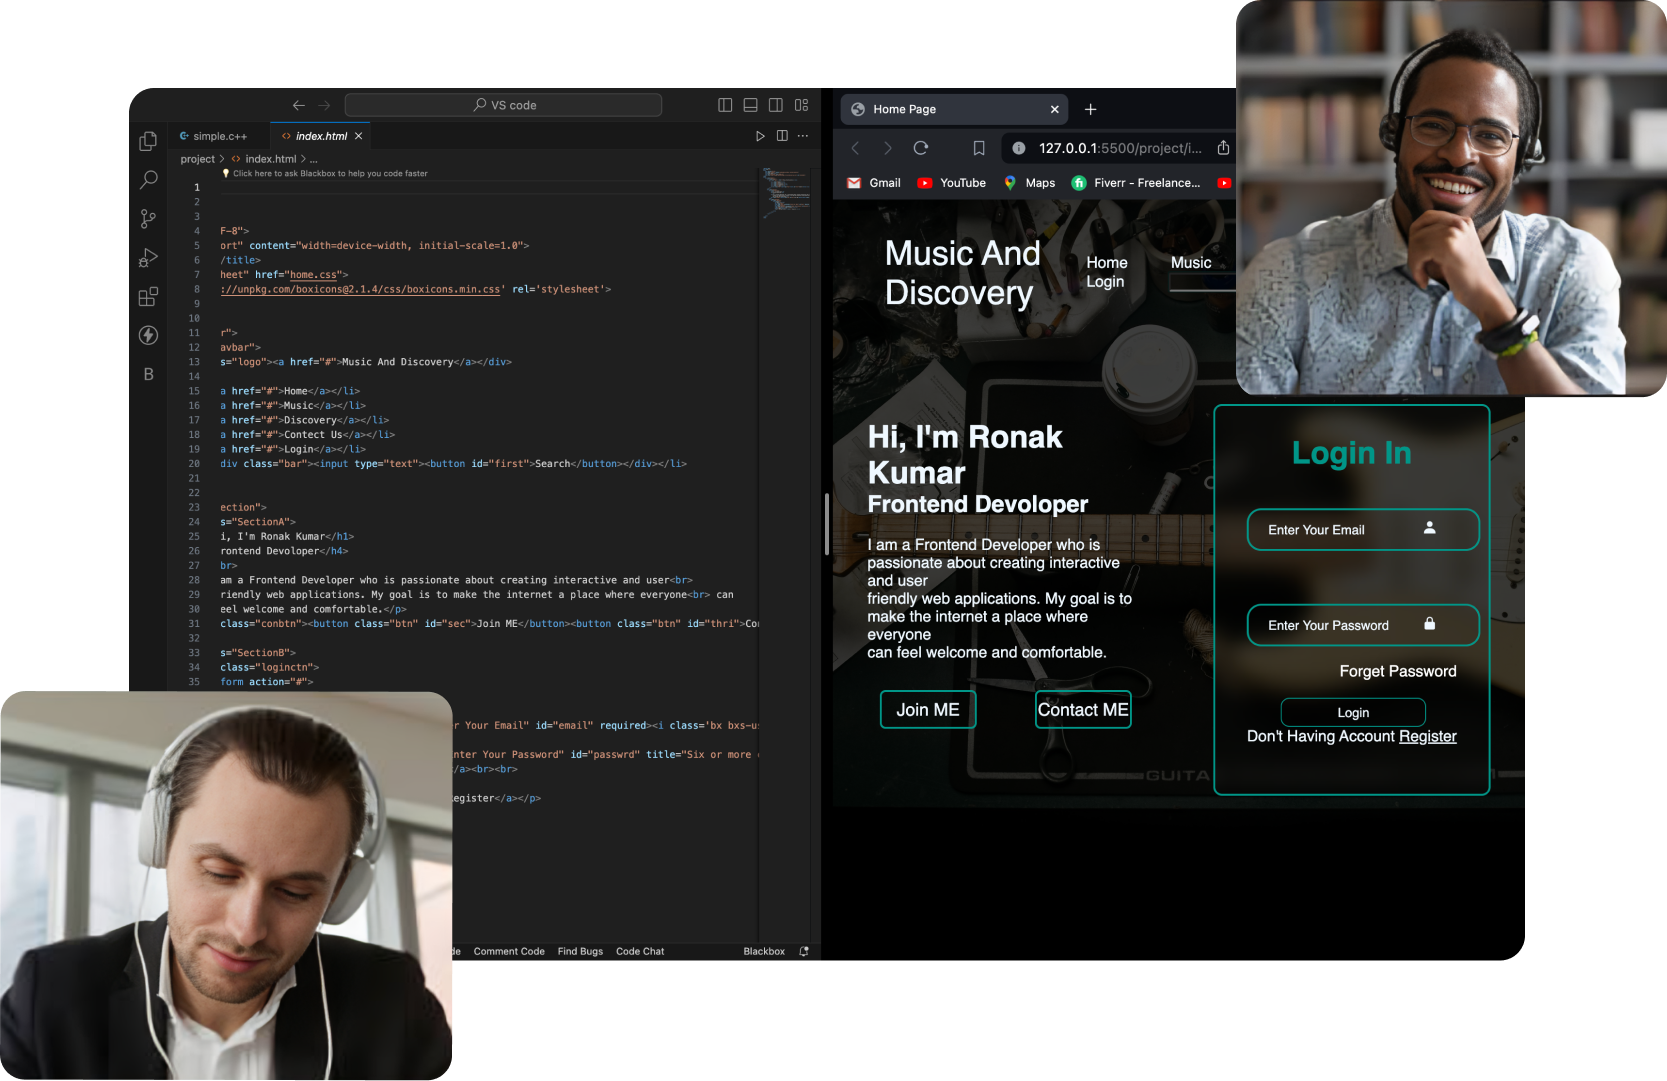 VS code
simple.c++
index.html
project > index.html > ...
Click here to ask Blackbox to help you code faster
1
2
3
4 F-8">
5 ort" content="width=device-width, initial-scale=1.0">
6 /title>
7 heet" href="home.css">
8 ://unpkg.com/boxicons@2.1.4/css/boxicons.min.css' rel='stylesheet'>
9
10
11 r">
12 avbar">
13 s="logo"><a href="#">Music And Discovery</a></div>
14
15 a href="#">Home</a></li>
16 a href="#">Music</a></li>
17 a href="#">Discovery</a></li>
18 a href="#">Contect Us</a></li>
19 a href="#">Login</a></li>
20 div class="bar"><input type="text"><button id="first">Search</button></div></li>
21
22
23 ection">
24 s="SectionA">
25 i, I'm Ronak Kumar</h1>
26 rontend Devoloper</h4>
27 br>
28 am a Frontend Developer who is passionate about creating interactive and user<br>
29 riendly web applications. My goal is to make the internet a place where everyone<br> can
30 eel welcome and comfortable.</p>
31 class="conbtn"><button class="btn" id="sec">Join ME</button><button class="btn" id="thri">Co
32
33 s="SectionB">
34 class="loginctn">
35 form action="#">
r Your Email" id="email" required><i class='bx bxs-u
nter Your Password" id="passwrd" title="Six or more
/a><br><br>
egister</a></p>
B
de
Comment Code
Find Bugs
Code Chat
Blackbox
Home Page
127.0.0.1:5500/project/i...
Gmail
YouTube
Maps
Fiverr - Freelance...
Music And
Discovery
Home
Music
Login
Hi, I'm Ronak
Kumar
Frontend Devoloper
I am a Frontend Developer who is
passionate about creating interactive
and user
friendly web applications. My goal is to
make the internet a place where
everyone
can feel welcome and comfortable.
Join ME
Contact ME
Login In
Enter Your Email
Enter Your Password
Forget Password
Login
Don't Having Account Register
GUITA